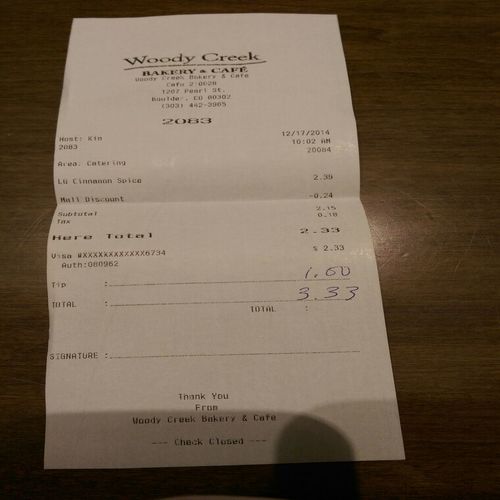 Woody Creek
BAKERY & CAFÉ
Woody Creek Bakery & Cafe
Cafe 2-0028
1207 Pearl St.
Boulder, CO 80302
(303) 442-3965
2083
Host: Kim 12/17/2014
2083 10:02 AM
20084
Area: Catering
LG Cinnamon Spice 2.39
Mall Discount -0.24
Subtotal 2.15
Tax 0.18
Here Total 2.33
Visa #XXXXXXXXXXXX6734 $ 2.33
Auth:080962
Tip : 1.00
TOTAL : 3.33
TOTAL :
SIGNATURE :
Thank You
From
Woody Creek Bakery & Cafe
--- Check Closed ---